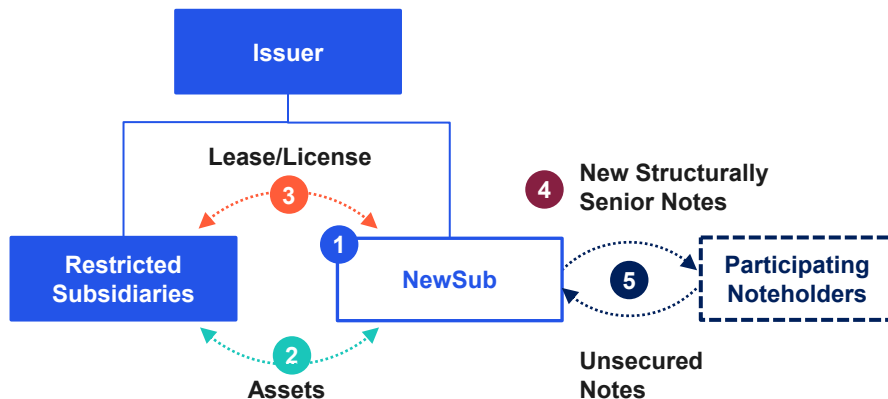 Issuer
Lease/License
3
4
New Structurally
Senior Notes
1
Restricted
Subsidiaries
NewSub
5
Participating
Noteholders
2
Assets
Unsecured
Notes